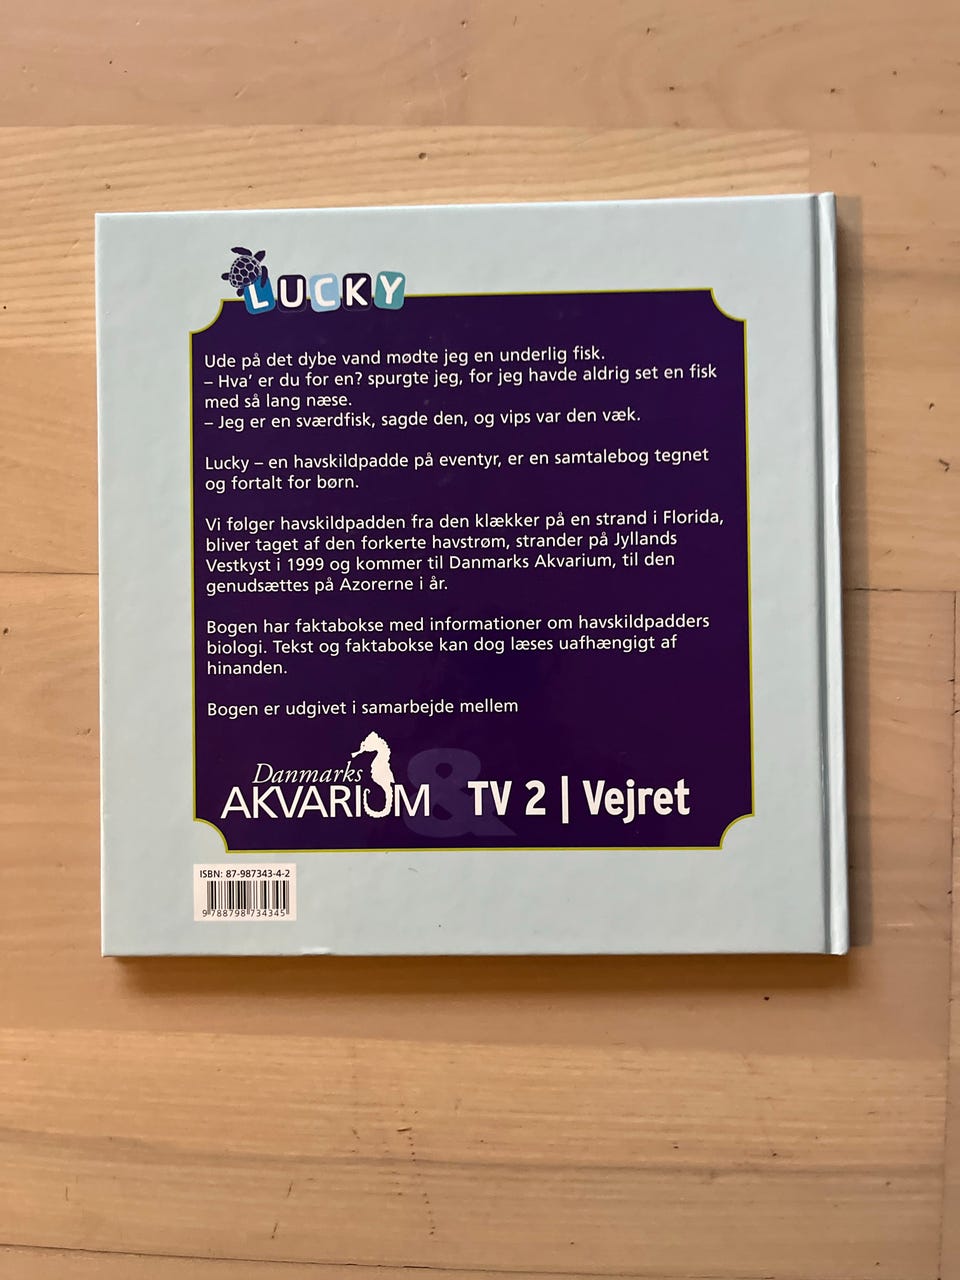 LUCKY
Ude på det dybe vand mødte jeg en underlig fisk.
– Hva' er du for en? spurgte jeg, for jeg havde aldrig set en fisk
med så lang næse.
– Jeg er en sværdfisk, sagde den, og vips var den væk.
Lucky – en havskildpadde på eventyr, er en samtalebog tegnet
og fortalt for børn.
Vi følger havskildpadden fra den klækker på en strand i Florida,
bliver taget af den forkerte havstrøm, strander på Jyllands
Vestkyst i 1999 og kommer til Danmarks Akvarium, til den
genudsættes på Azorerne i år.
Bogen har faktabokse med informationer om havskildpadders
biologi. Tekst og faktabokse kan dog læses uafhængigt af
hinanden.
Bogen er udgivet i samarbejde mellem
Danmarks
AKVARIUM & TV 2 | Vejret
ISBN: 87-987343-4-2
9 788798 734345